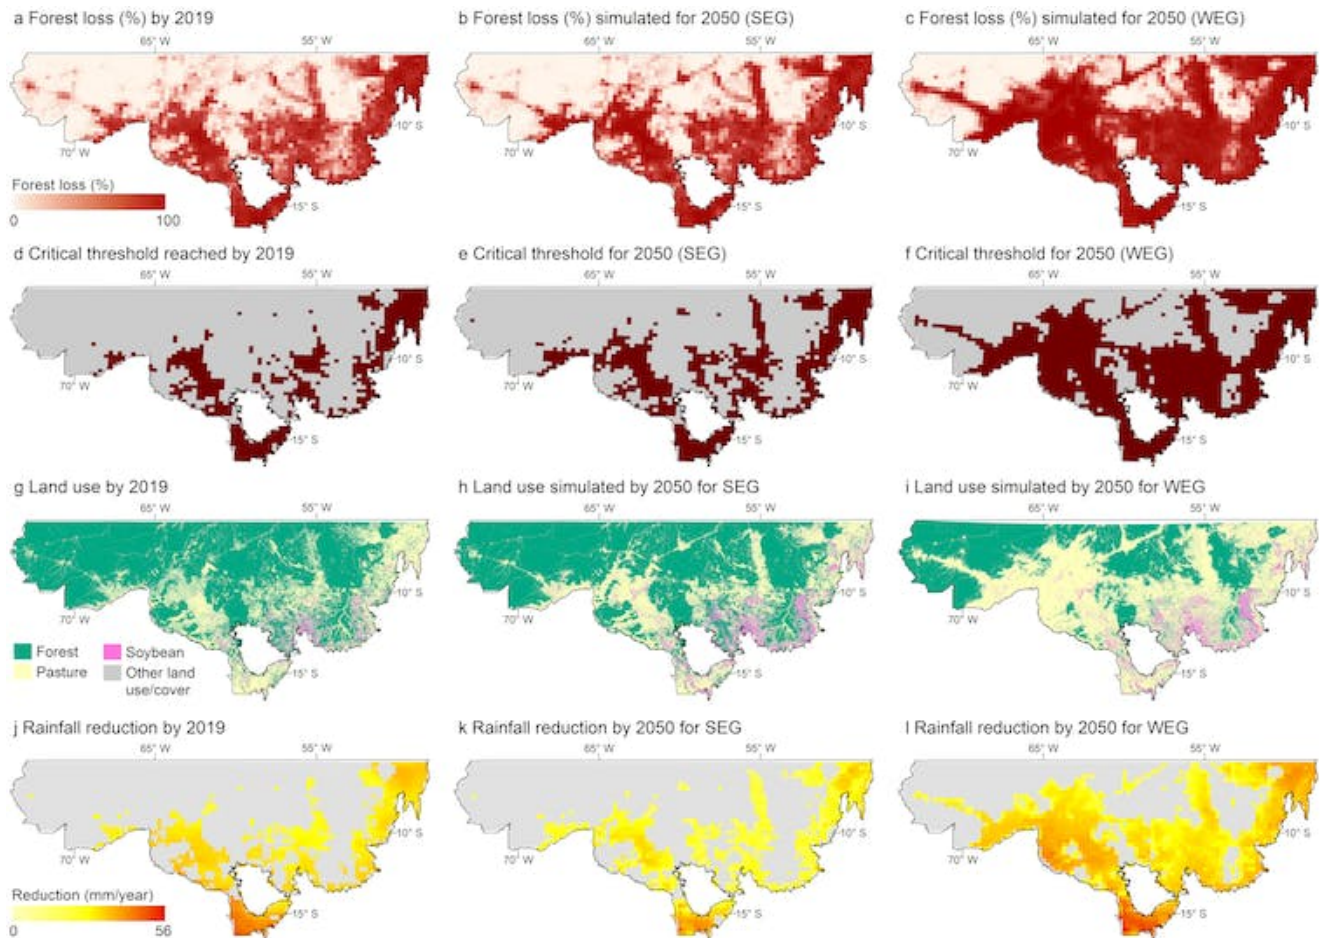 a Forest loss (%) by 2019
b Forest loss (%) simulated for 2050 (SEG)
c Forest loss (%) simulated for 2050 (WEG)
65° W 55° W
65° W 55° W
65° W 55° W
10° S
10° S
10° S
70° W
70° W
70° W
Forest loss (%)
0 100
15° S
15° S
15° S
d Critical threshold reached by 2019
e Critical threshold for 2050 (SEG)
f Critical threshold for 2050 (WEG)
65° W 55° W
65° W 55° W
65° W 55° W
10° S
10° S
10° S
70° W
70° W
70° W
15° S
15° S
15° S
g Land use by 2019
h Land use simulated by 2050 for SEG
i Land use simulated by 2050 for WEG
65° W 55° W
65° W 55° W
65° W 55° W
10° S
10° S
10° S
70° W
70° W
70° W
Forest Soybean
Pasture Other land
use/cover
15° S
15° S
15° S
j Rainfall reduction by 2019
k Rainfall reduction by 2050 for SEG
l Rainfall reduction by 2050 for WEG
65° W 55° W
65° W 55° W
65° W 55° W
10° S
10° S
10° S
70° W
70° W
70° W
Reduction (mm/year)
0 56
15° S
15° S
15° S